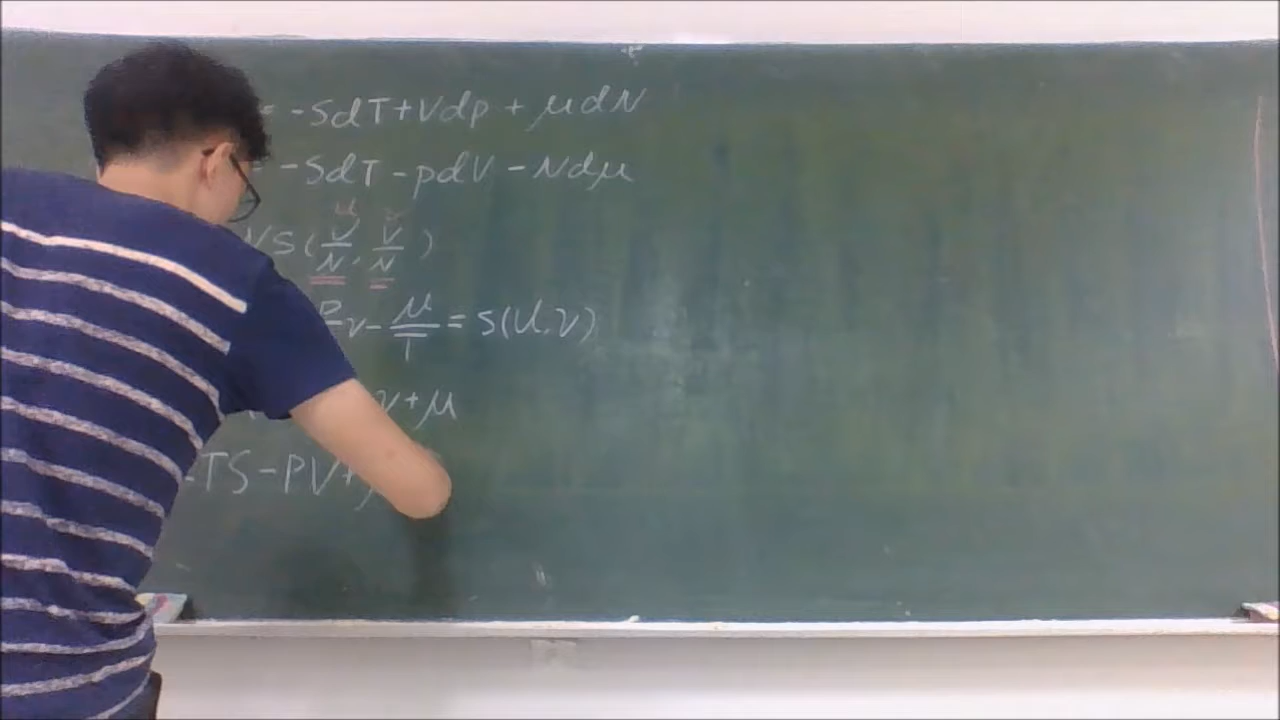 = -SdT + Vdp + μdN
= -SdT - pdV - Ndμ
NS(U/N, V/N) u v
P/ v - μ/T = s(u, v)
v + μ
TS - PV +